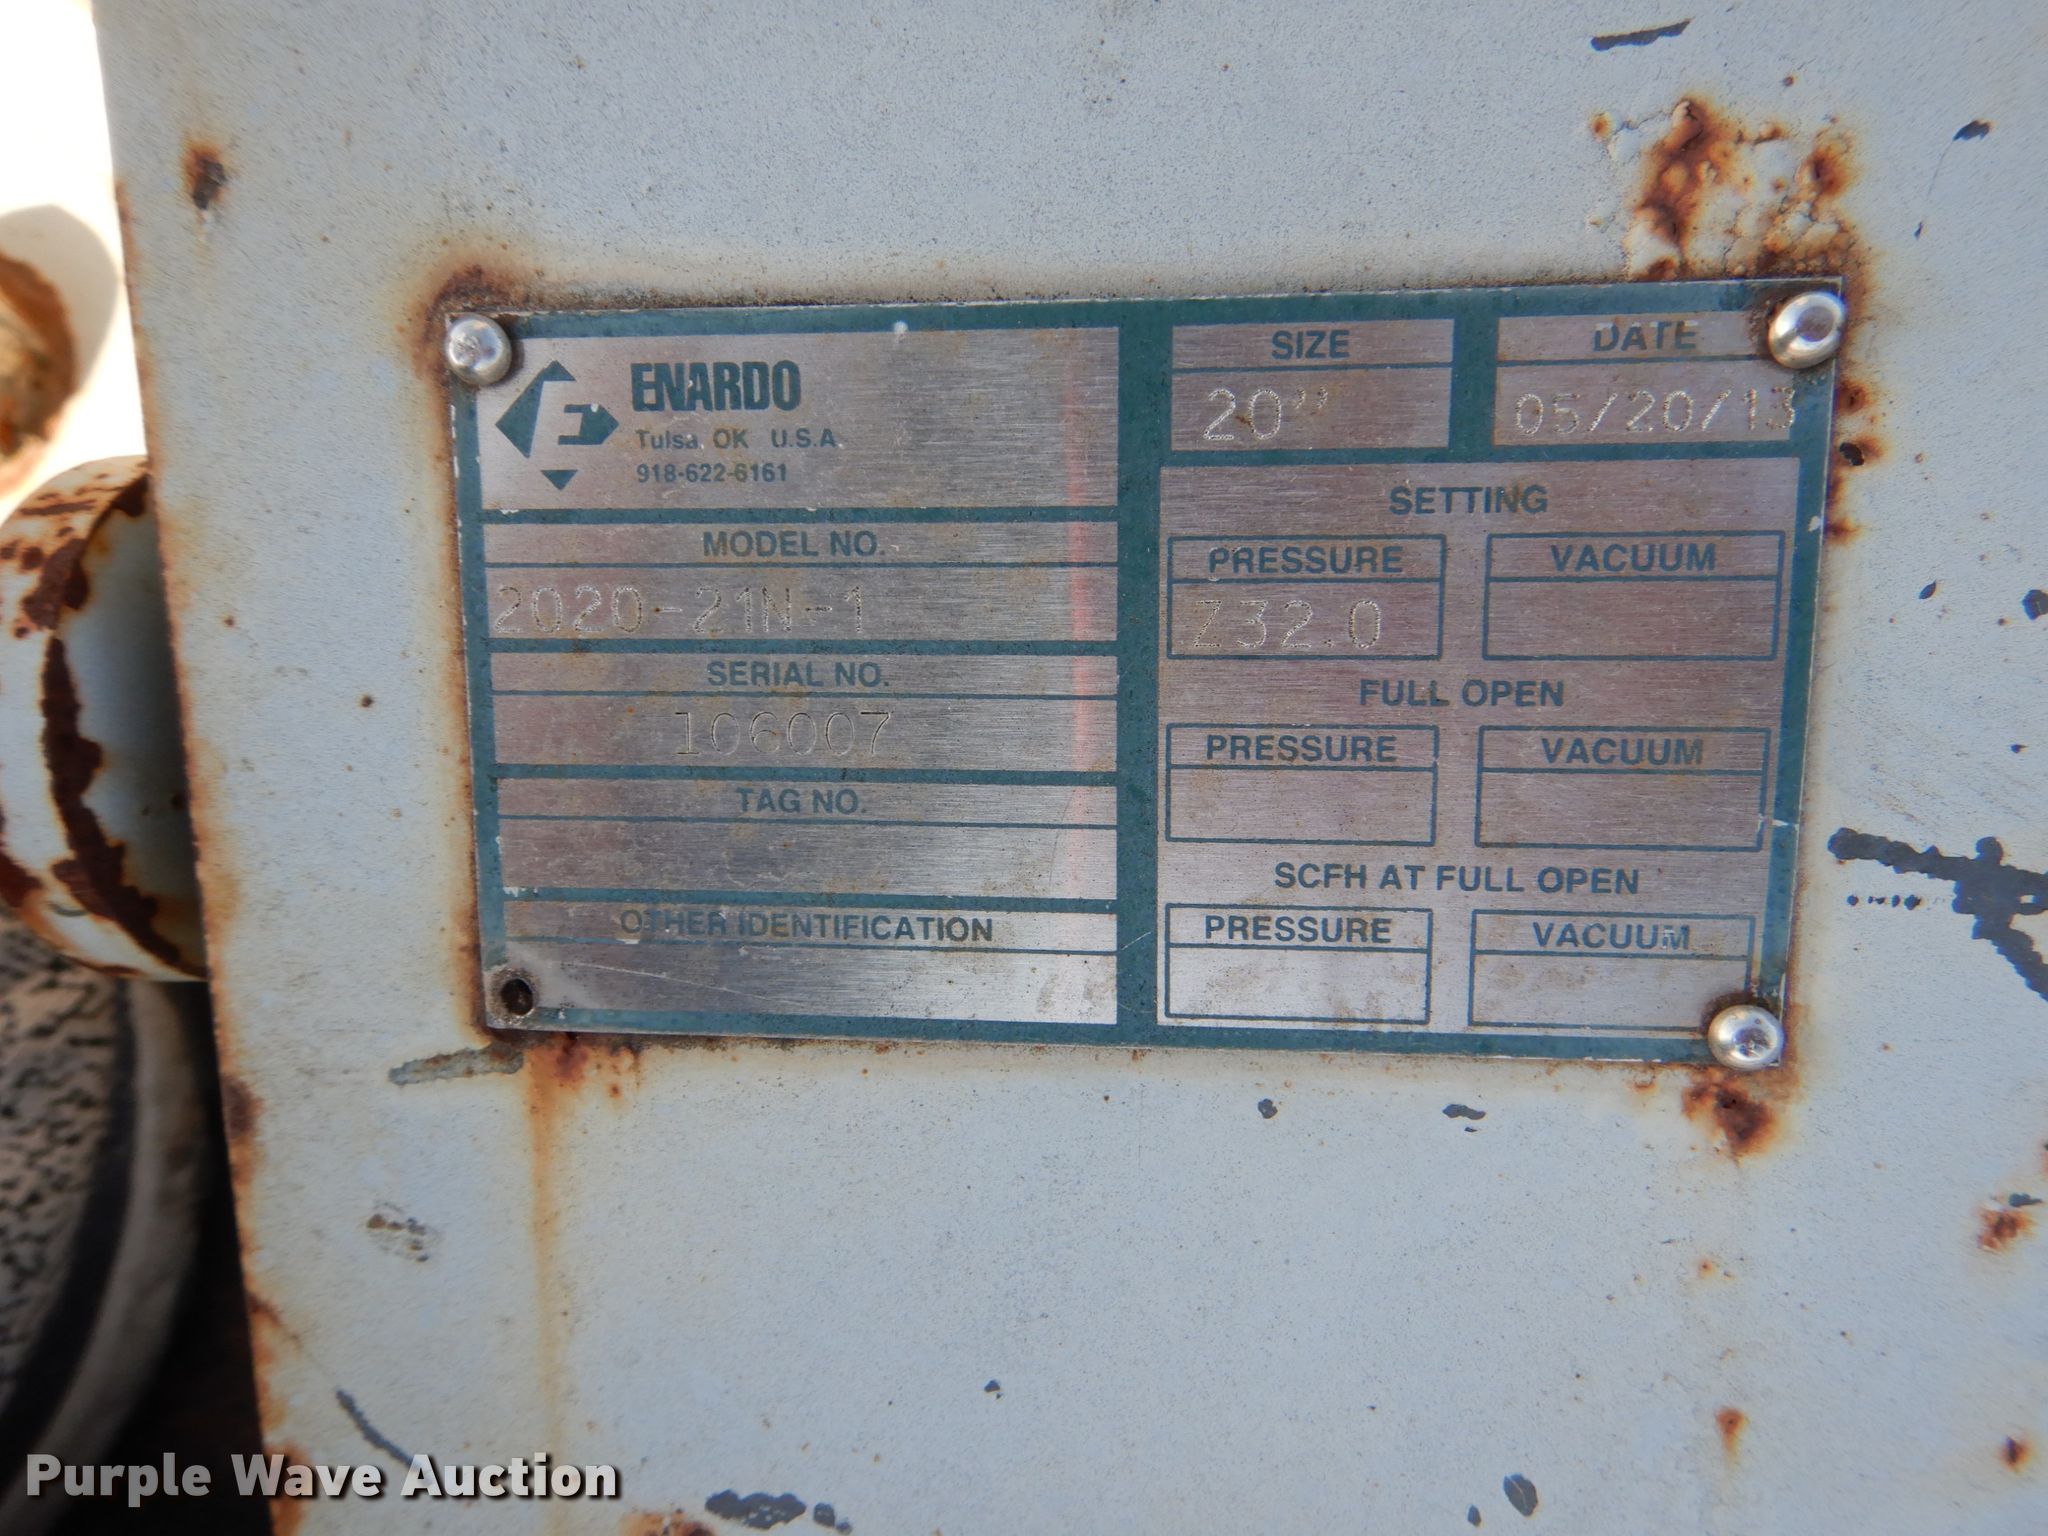 ENARDO
Tulsa, OK U.S.A.
918-622-6161
MODEL NO.
2020-21N-1
SERIAL NO.
106007
TAG NO.
OTHER IDENTIFICATION
SIZE
20"
DATE
05/20/13
SETTING
PRESSURE
Z32.0
VACUUM
FULL OPEN
PRESSURE
VACUUM
SCFH AT FULL OPEN
PRESSURE
VACUUM
Purple Wave Auction